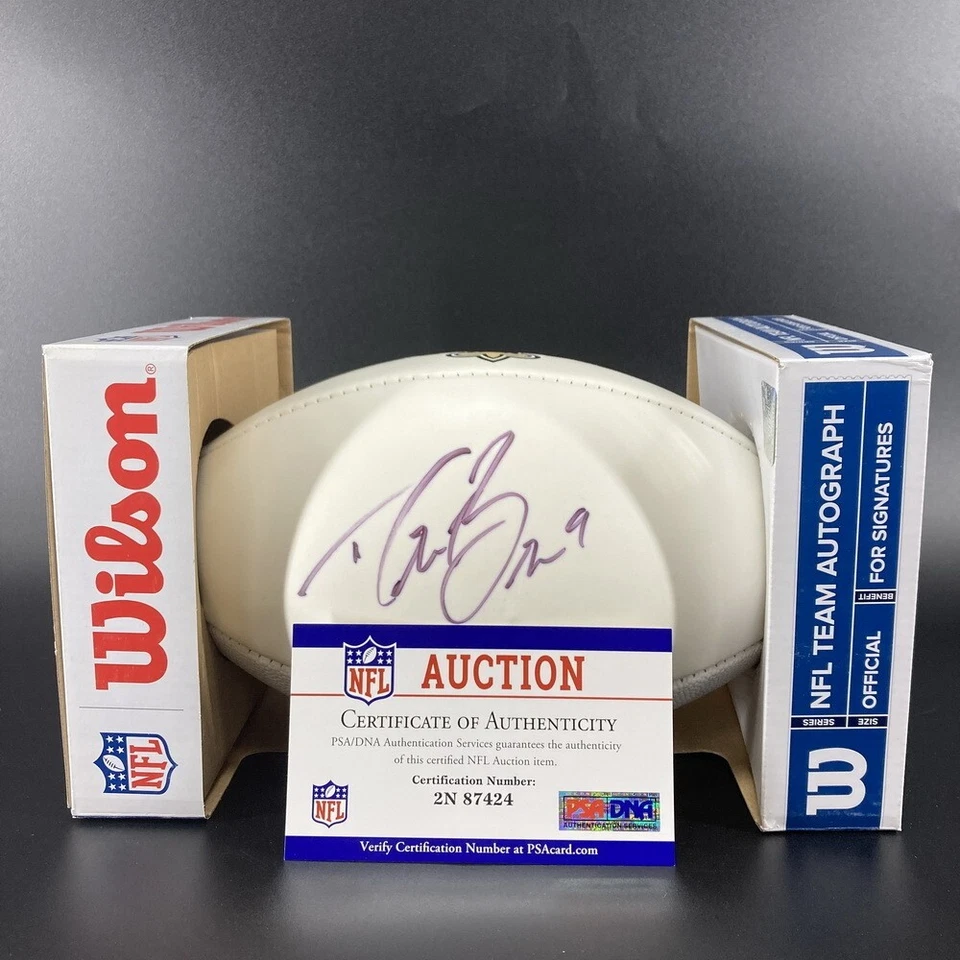 Wilson®
NFL
9
NFL
AUCTION
CERTIFICATE OF AUTHENTICITY
PSA/DNA Authentication Services guarantees the authenticity
of this certified NFL Auction item.
Certification Number:
2N 87424
NFL
PSA DNA
AUTHENTICATION SERVICES
Verify Certification Number at PSAcard.com
W
SERIES
NFL TEAM AUTOGRAPH
SIZE
OFFICIAL
BENEFIT
FOR SIGNATURES